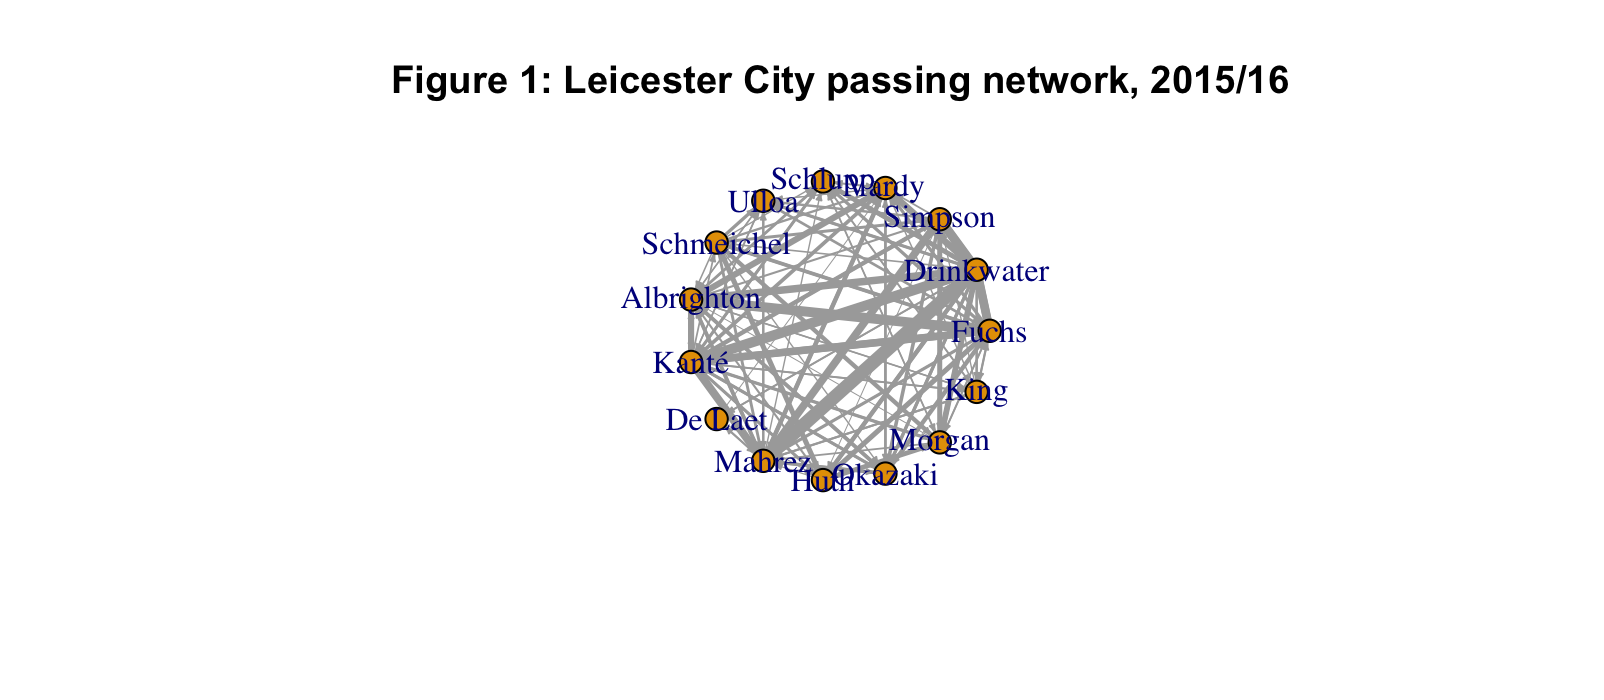 Figure 1: Leicester City passing network, 2015/16
Schlupp
Vardy
Ulloa
Simpson
Schmeichel
Drinkwater
Albrighton
Fuchs
Kanté
King
De Laet
Morgan
Mahrez
Okazaki
Huth